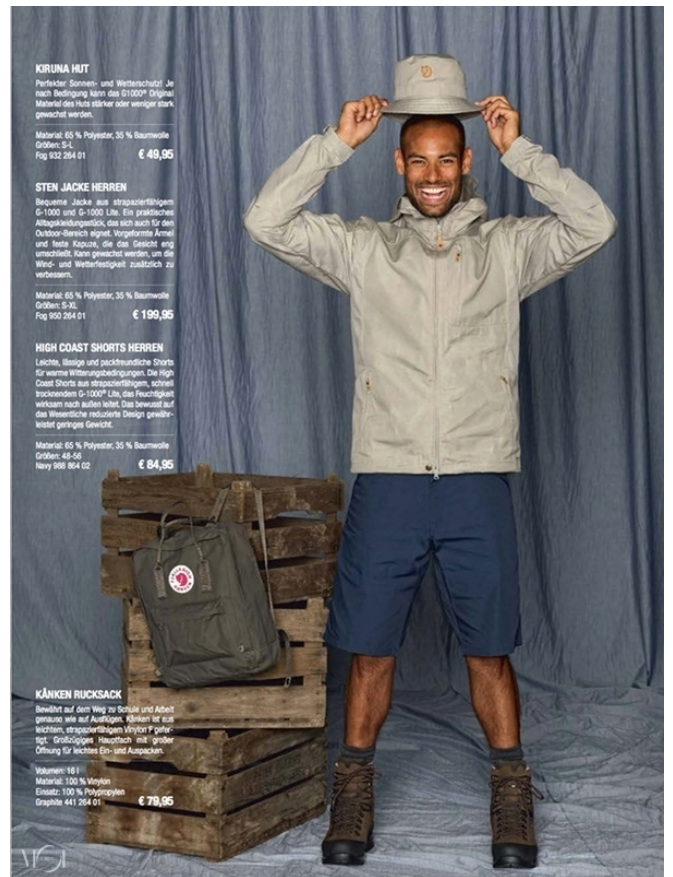 KIRUNA HUT
Perfekter Sonnen- und Wetterschutz! Je
nach Bedingung kann das G1000® Original
Material des Huts stärker oder weniger stark
gewachst werden.
Material: 65 % Polyester, 35 % Baumwolle
Größen: S-L
Fog 932 264 01 € 49,95
STEN JACKE HERREN
Bequeme Jacke aus strapazierfähigem
G-1000 und G-1000 Lite. Ein praktisches
Alltagskleidungsstück, das sich auch für den
Outdoor-Bereich eignet. Vorgeformte Ärmel
und feste Kapuze, die das Gesicht eng
umschließt. Kann gewachst werden, um die
Wind- und Wetterfestigkeit zusätzlich zu
verbessern.
Material: 65 % Polyester, 35 % Baumwolle
Größen: S-XL
Fog 950 264 01 € 199,95
HIGH COAST SHORTS HERREN
Leichte, lässige und packfreundliche Shorts
für warme Witterungsbedingungen. Die High
Coast Shorts aus strapazierfähigem, schnell
trocknendem G-1000® Lite, das Feuchtigkeit
wirksam nach außen leitet. Das bewusst auf
das Wesentliche reduzierte Design gewähr-
leistet geringes Gewicht.
Material: 65 % Polyester, 35 % Baumwolle
Größen: 48-56
Navy 988 864 02 € 84,95
KÅNKEN RUCKSACK
Bewährt auf dem Weg zu Schule und Arbeit
genauso wie auf Ausflügen. Kånken ist aus
leichtem, strapazierfähigem Vinylon F gefer-
tigt. Großzügiges Hauptfach mit großer
Öffnung für leichtes Ein- und Auspacken.
Volumen: 16 l
Material: 100 % Vinylon
Einsatz: 100 % Polypropylen
Graphite 441 264 01 € 79,95